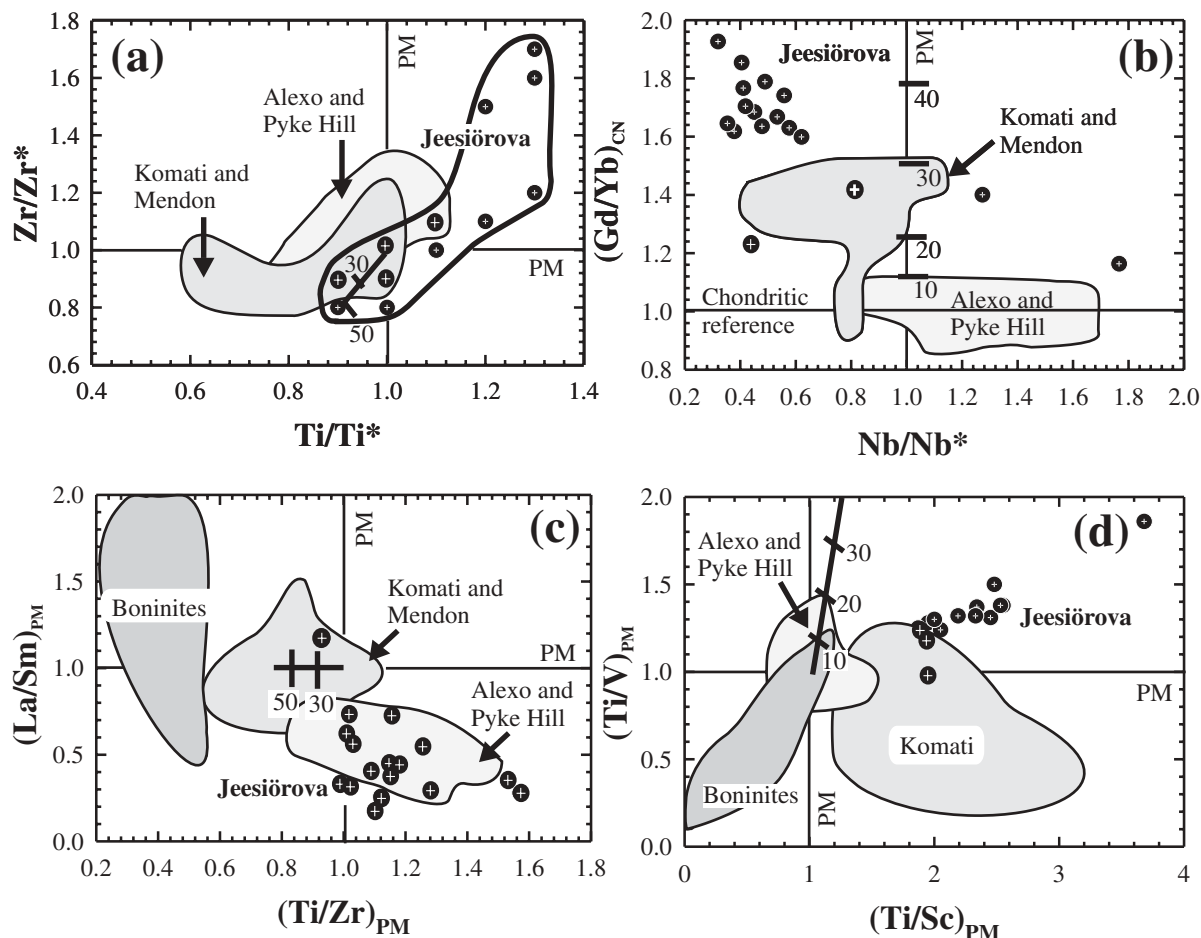 (a)
PM
Alexo and
Pyke Hill
Jeesiörova
Komati and
Mendon
30
50
PM
1.8
1.6
1.4
1.2
1.0
0.8
0.6
Zr/Zr*
0.4 0.6 0.8 1.0 1.2 1.4
Ti/Ti*
(b)
PM
Jeesiörova
40
Komati and
Mendon
30
20
10
Chondritic
reference
Alexo and
Pyke Hill
2.0
1.8
1.6
1.4
1.2
1.0
0.8
(Gd/Yb)CN
0.2 0.4 0.6 0.8 1.0 1.2 1.4 1.6 1.8 2.0
Nb/Nb*
(c)
PM
Boninites
Komati and
Mendon
PM
50 30
Alexo and
Pyke Hill
Jeesiörova
2.0
1.5
1.0
0.5
0.0
(La/Sm)PM
0.2 0.4 0.6 0.8 1.0 1.2 1.4 1.6 1.8
(Ti/Zr)PM
(d)
Alexo and
Pyke Hill
30
20
10
Jeesiörova
PM
Komati
Boninites
PM
2.0
1.5
1.0
0.5
0.0
(Ti/V)PM
0 1 2 3 4
(Ti/Sc)PM